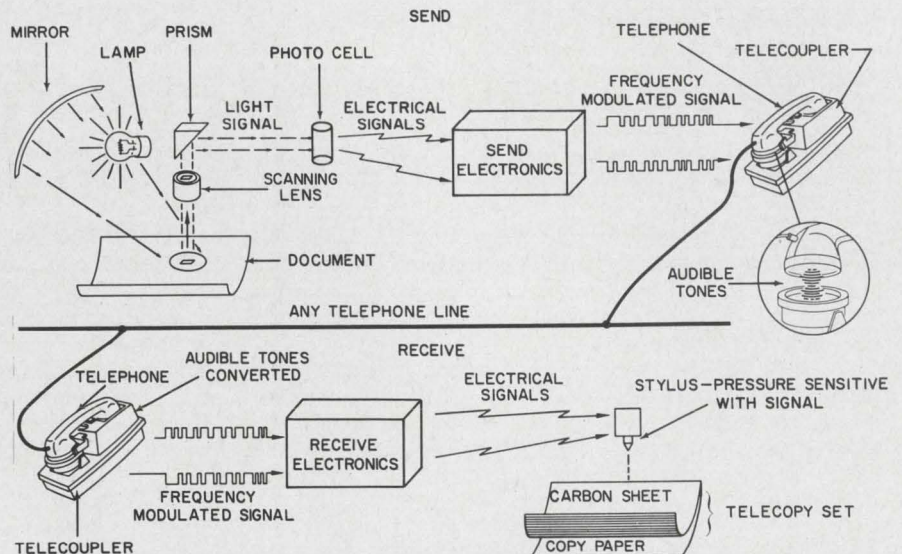 SEND
MIRROR
LAMP
PRISM
PHOTO CELL
TELEPHONE
TELECOUPLER
LIGHT
SIGNAL
ELECTRICAL
SIGNALS
FREQUENCY
MODULATED SIGNAL
SEND
ELECTRONICS
SCANNING
LENS
DOCUMENT
AUDIBLE
TONES
ANY TELEPHONE LINE
RECEIVE
TELEPHONE
AUDIBLE TONES
CONVERTED
ELECTRICAL
SIGNALS
STYLUS-PRESSURE SENSITIVE
WITH SIGNAL
RECEIVE
ELECTRONICS
FREQUENCY
MODULATED SIGNAL
CARBON SHEET
TELECOPY SET
COPY PAPER
TELECOUPLER